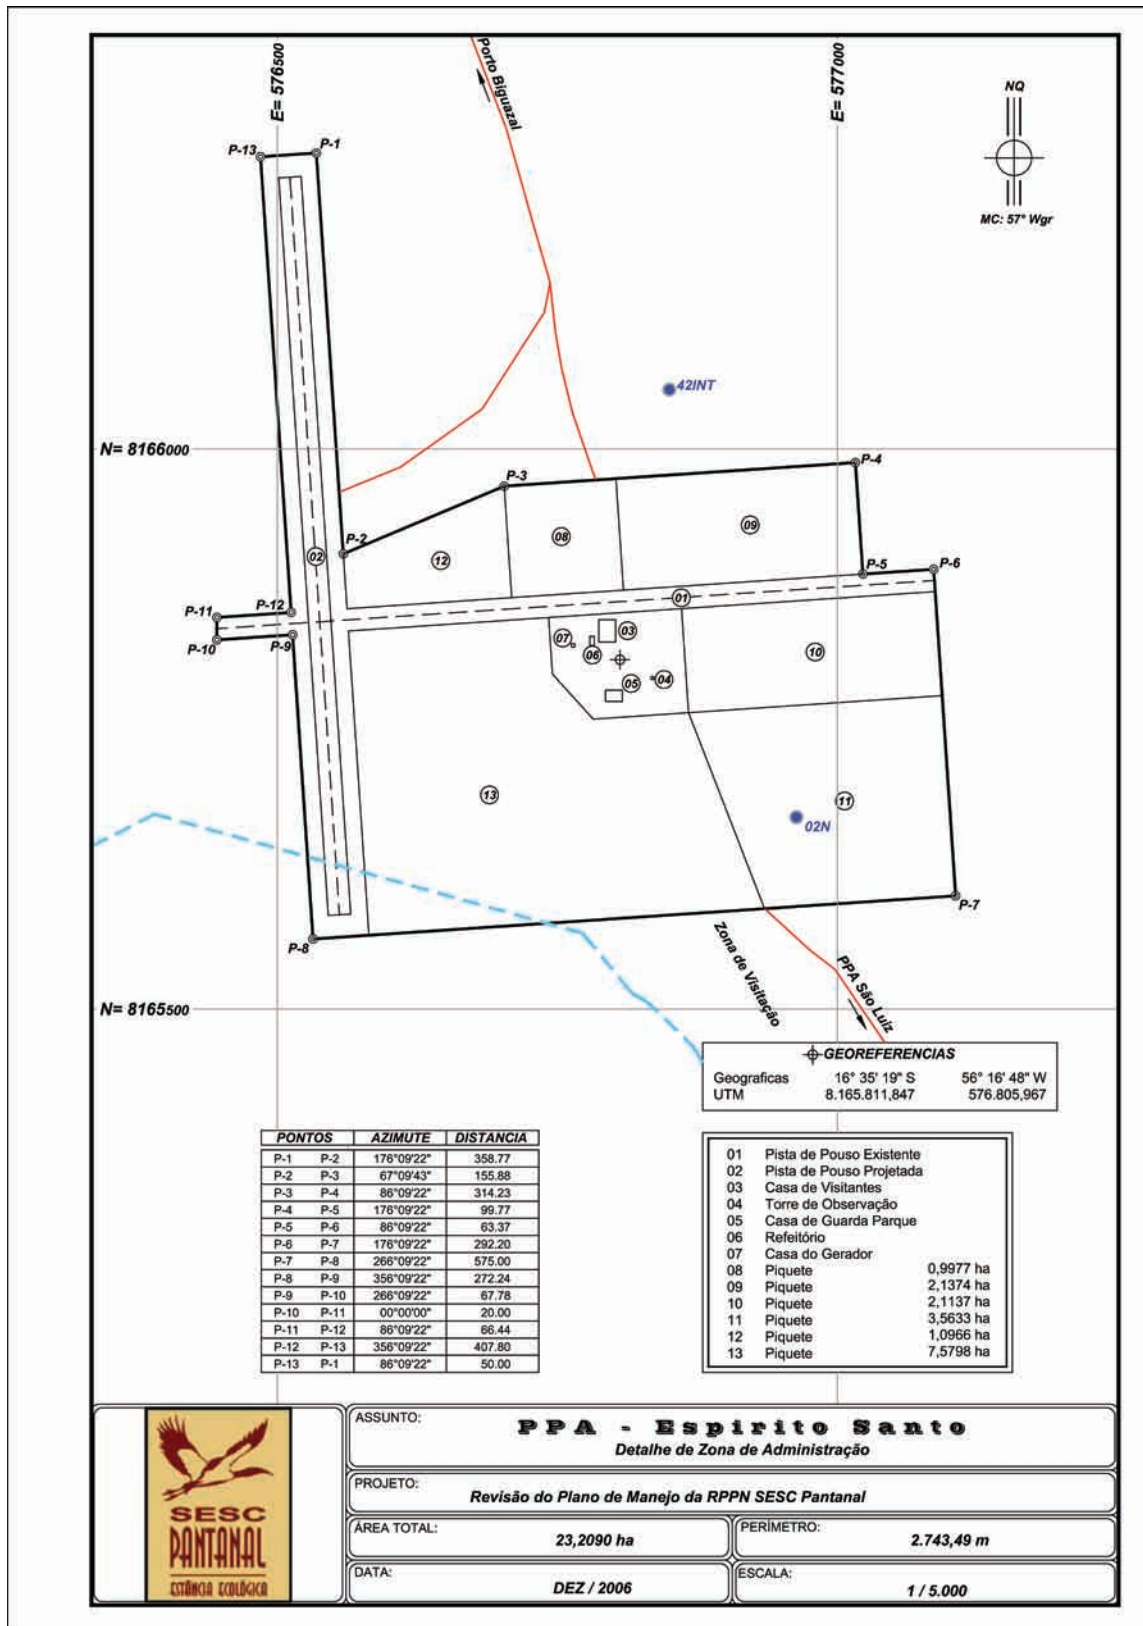 E= 576500
E= 577000
Porto Biguazal
NQ
MC: 57° Wgr
P-13
P-1
42INT
N= 8166000
P-4
P-3
P-2
09
08
12
02
P-5
P-6
01
P-11
P-12
P-10
P-9
07
03
06
10
05
04
13
11
02N
P-7
P-8
Zona de Visitação
PPA São Luiz
N= 8165500
GEOREFERENCIAS
Geograficas 16° 35' 19" S 56° 16' 48" W
UTM 8.165.811,847 576.805,967
PONTOS AZIMUTE DISTANCIA
P-1 P-2 176°09'22" 358.77
P-2 P-3 67°09'43" 155.88
P-3 P-4 86°09'22" 314.23
P-4 P-5 176°09'22" 99.77
P-5 P-6 86°09'22" 63.37
P-6 P-7 176°09'22" 292.20
P-7 P-8 266°09'22" 575.00
P-8 P-9 356°09'22" 272.24
P-9 P-10 266°09'22" 67.78
P-10 P-11 00°00'00" 20.00
P-11 P-12 86°09'22" 66.44
P-12 P-13 356°09'22" 407.80
P-13 P-1 86°09'22" 50.00
01 Pista de Pouso Existente
02 Pista de Pouso Projetada
03 Casa de Visitantes
04 Torre de Observação
05 Casa de Guarda Parque
06 Refeitório
07 Casa do Gerador
08 Piquete 0,9977 ha
09 Piquete 2,1374 ha
10 Piquete 2,1137 ha
11 Piquete 3,5633 ha
12 Piquete 1,0966 ha
13 Piquete 7,5798 ha
SESC
PANTANAL
ESTÂNCIA ECOLÓGICA
ASSUNTO:
PPA - Espirito Santo
Detalhe de Zona de Administração
PROJETO:
Revisão do Plano de Manejo da RPPN SESC Pantanal
ÁREA TOTAL:
23,2090 ha
PERÍMETRO:
2.743,49 m
DATA:
DEZ / 2006
ESCALA:
1 / 5.000